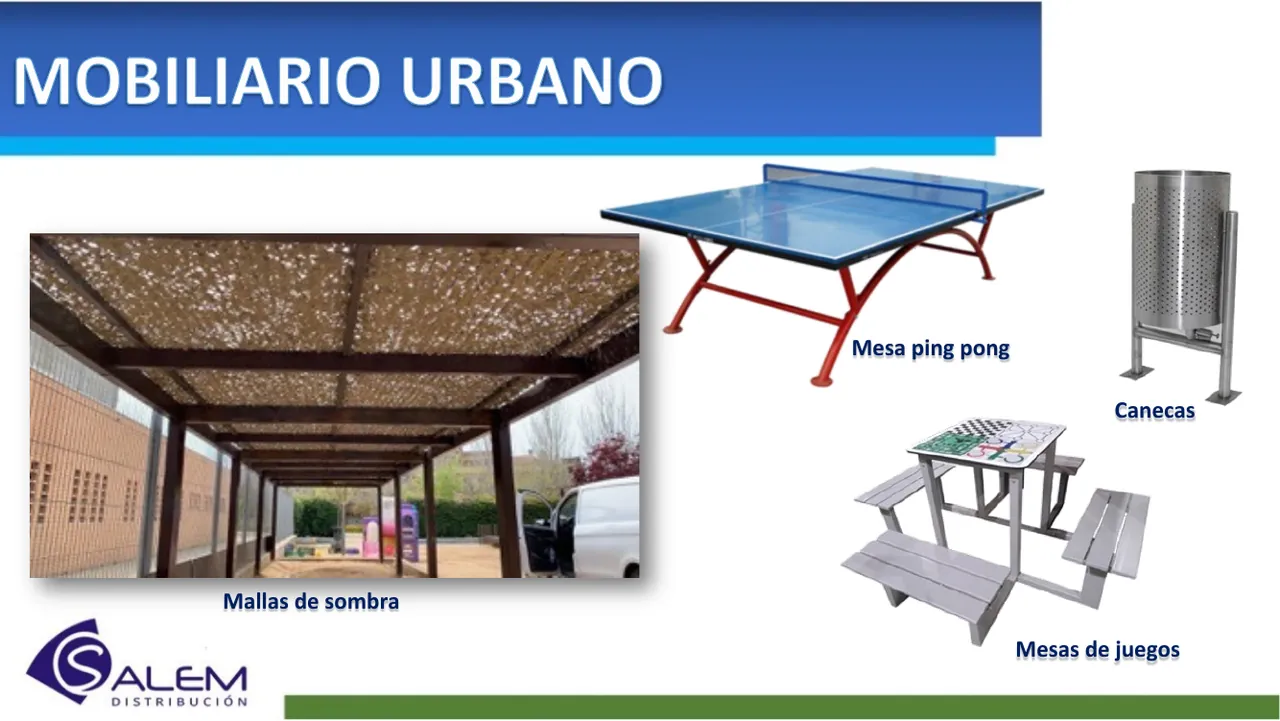 MOBILIARIO URBANO
Mesa ping pong
Canecas
Mallas de sombra
Mesas de juegos
SALEM
DISTRIBUCIÓN